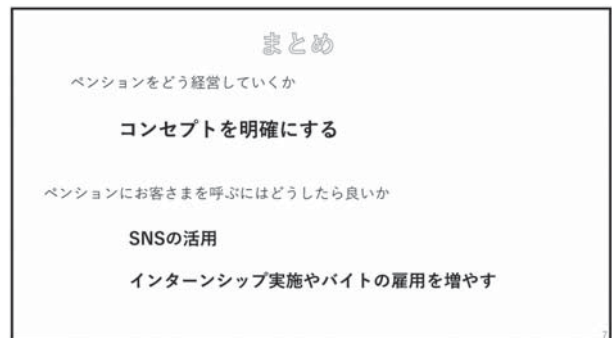 まとめ
ペンションをどう経営していくか
コンセプトを明確にする
ペンションにお客さまを呼ぶにはどうしたら良いか
SNSの活用
インターンシップ実施やバイトの雇用を増やす
7